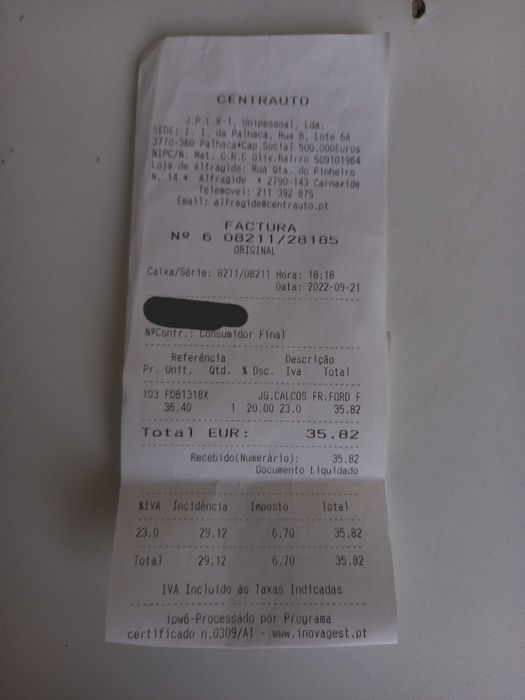 CENTRAUTO
J.P.L.R I, Unipessoal, Lda.
SEDE: Z. I. da Palhaca, Rua B, Lote 6A
3770-360 Palhaca*Cap.Social 500.000Euros
NIPC/N. Mat. C.R.C Oliv.Bairro 509101984
Loja de Alfragide: Rua Qta. do Pinheiro
N. 14 * Alfragide * 2790-143 Carnaxide
Telemovel: 211 392 875
Email: alfragide@centrauto.pt
FACTURA
Nº 6 08211/28185
ORIGINAL
Caixa/Série: 8211/08211 Hora: 18:18
Data: 2022-09-21
NºContr.: Consumidor Final
Referência Descrição
Pr. Unit. Qtd. % Dsc. Iva Total
103 FDB1318X JG.CALCOS FR.FORD F
36.40 1 20.00 23.0 35.82
Total EUR: 35.82
Recebido(Numerário): 35.82
Documento Liquidado
%IVA Incidência Imposto Total
23.0 29.12 6.70 35.82
Total 29.12 6.70 35.82
IVA Incluido às Taxas Indicadas
ipw6-Processado por Programa
certificado n.0309/AT - www.inovagest.pt